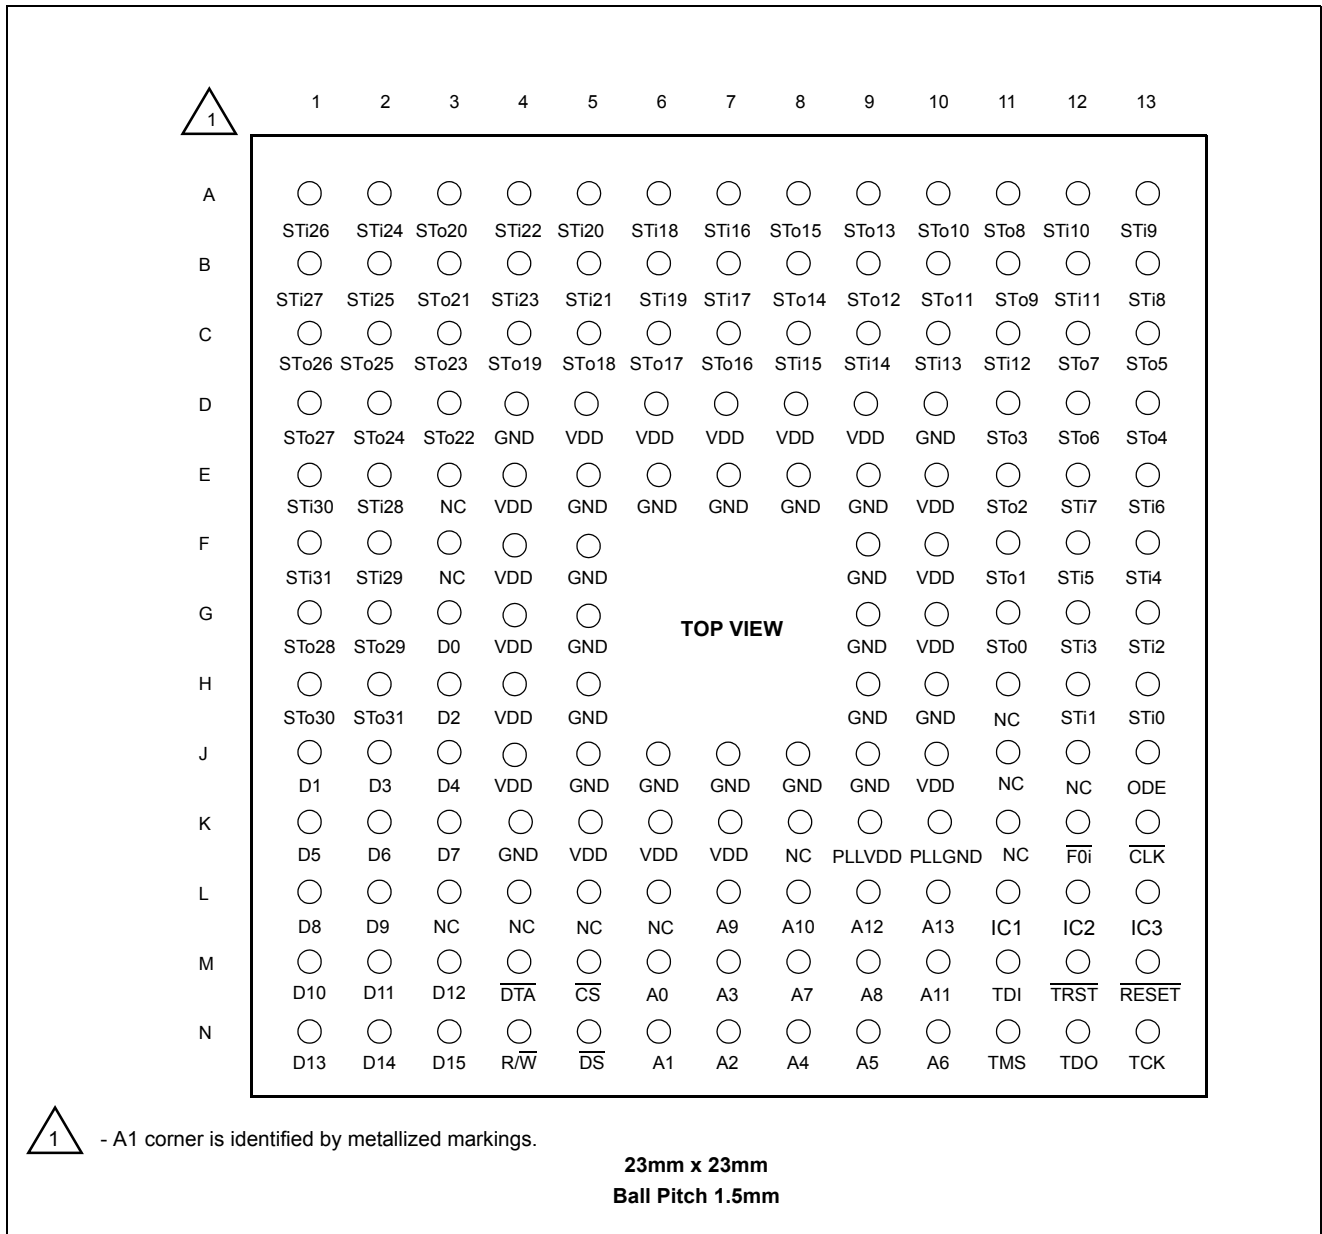 1 2 3 4 5 6 7 8 9 10 11 12 13
1
A
STi26 STi24 STo20 STi22 STi20 STi18 STi16 STo15 STo13 STo10 STo8 STi10 STi9
B
STi27 STi25 STo21 STi23 STi21 STi19 STi17 STo14 STo12 STo11 STo9 STi11 STi8
C
STo26 STo25 STo23 STo19 STo18 STo17 STo16 STi15 STi14 STi13 STi12 STo7 STo5
D
STo27 STo24 STo22 GND VDD VDD VDD VDD VDD GND STo3 STo6 STo4
E
STi30 STi28 NC VDD GND GND GND GND GND VDD STo2 STi7 STi6
F
STi31 STi29 NC VDD GND GND VDD STo1 STi5 STi4
G
TOP VIEW
STo28 STo29 D0 VDD GND GND VDD STo0 STi3 STi2
H
STo30 STo31 D2 VDD GND GND GND NC STi1 STi0
J
D1 D3 D4 VDD GND GND GND GND GND VDD NC NC ODE
K
D5 D6 D7 GND VDD VDD VDD NC PLLVDD PLLGND NC F̅0̅i̅ C̅L̅K̅
L
D8 D9 NC NC NC NC A9 A10 A12 A13 IC1 IC2 IC3
M
D10 D11 D12 D̅T̅A̅ C̅S̅ A0 A3 A7 A8 A11 TDI T̅R̅S̅T̅ R̅E̅S̅E̅T̅
N
D13 D14 D15 R/W̅ D̅S̅ A1 A2 A4 A5 A6 TMS TDO TCK
1 - A1 corner is identified by metallized markings.
23mm x 23mm
Ball Pitch 1.5mm